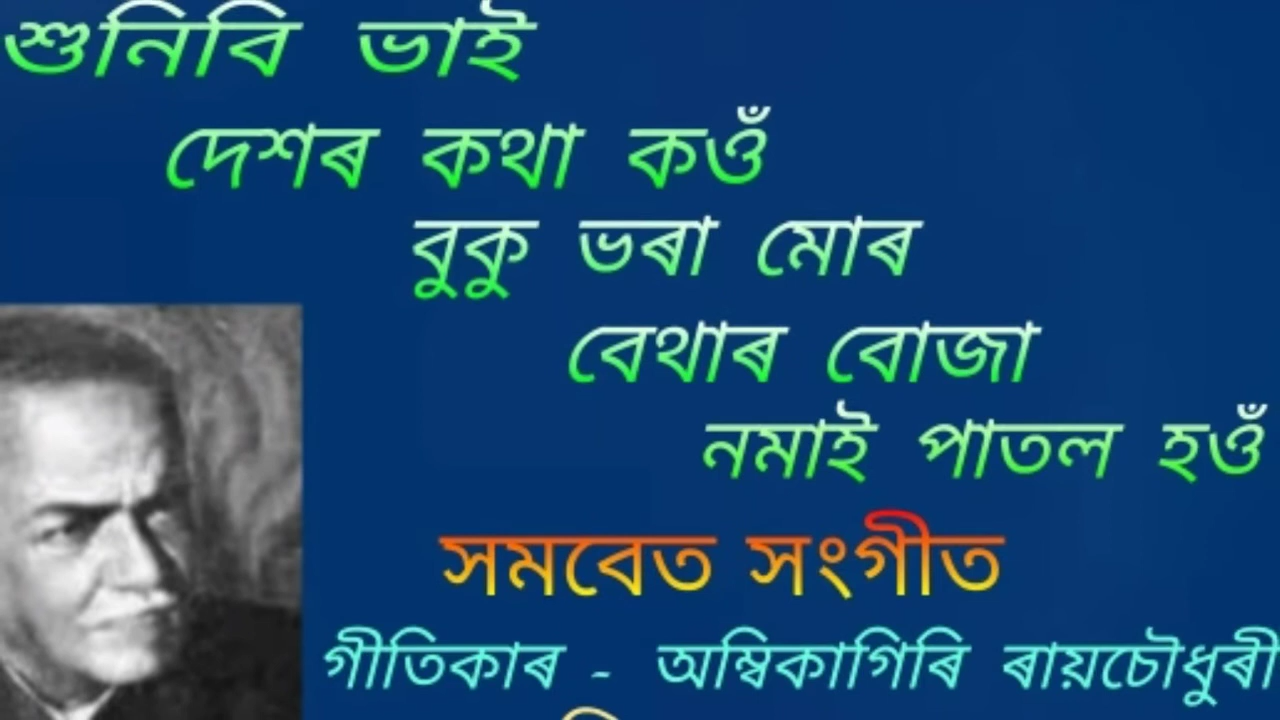 শুনিবি ভাই
দেশৰ কথা কওঁ
বুকু ভৰা মোৰ
বেথাৰ বোজা
নমাই পাতল হওঁ
সমবেত সংগীত
গীতিকাৰ - অম্বিকাগিৰি ৰায়চৌধুৰী